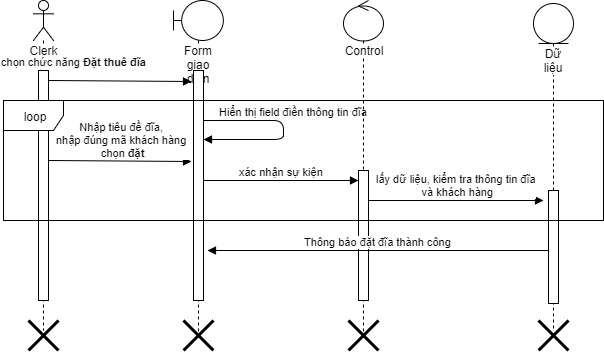 Clerk
Form
giao
diện
Control
Dữ
liệu
chọn chức năng Đặt thuê đĩa
loop
Hiển thị field điền thông tin đĩa
Nhập tiêu đề đĩa,
nhập đúng mã khách hàng
chọn đặt
xác nhận sự kiện
lấy dữ liệu, kiểm tra thông tin đĩa
và khách hàng
Thông báo đặt đĩa thành công